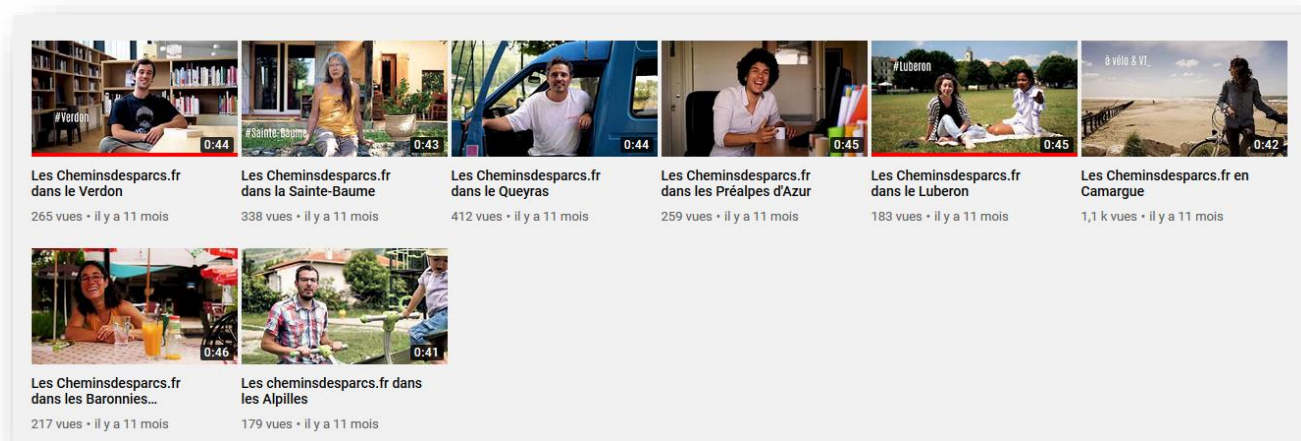 #Verdon
0:44
#Sainte-Baume
0:43
0:44
0:45
#Luberon
0:45
à vélo & VT
0:42
Les Cheminsdesparcs.fr
dans le Verdon
265 vues • il y a 11 mois
Les Cheminsdesparcs.fr
dans la Sainte-Baume
338 vues • il y a 11 mois
Les Cheminsdesparcs.fr
dans le Queyras
412 vues • il y a 11 mois
Les Cheminsdesparcs.fr
dans les Préalpes d'Azur
259 vues • il y a 11 mois
Les Cheminsdesparcs.fr
dans le Luberon
183 vues • il y a 11 mois
Les Cheminsdesparcs.fr en
Camargue
1,1 k vues • il y a 11 mois
0:46
0:41
Les Cheminsdesparcs.fr
dans les Baronnies...
217 vues • il y a 11 mois
Les cheminsdesparcs.fr dans
les Alpilles
179 vues • il y a 11 mois